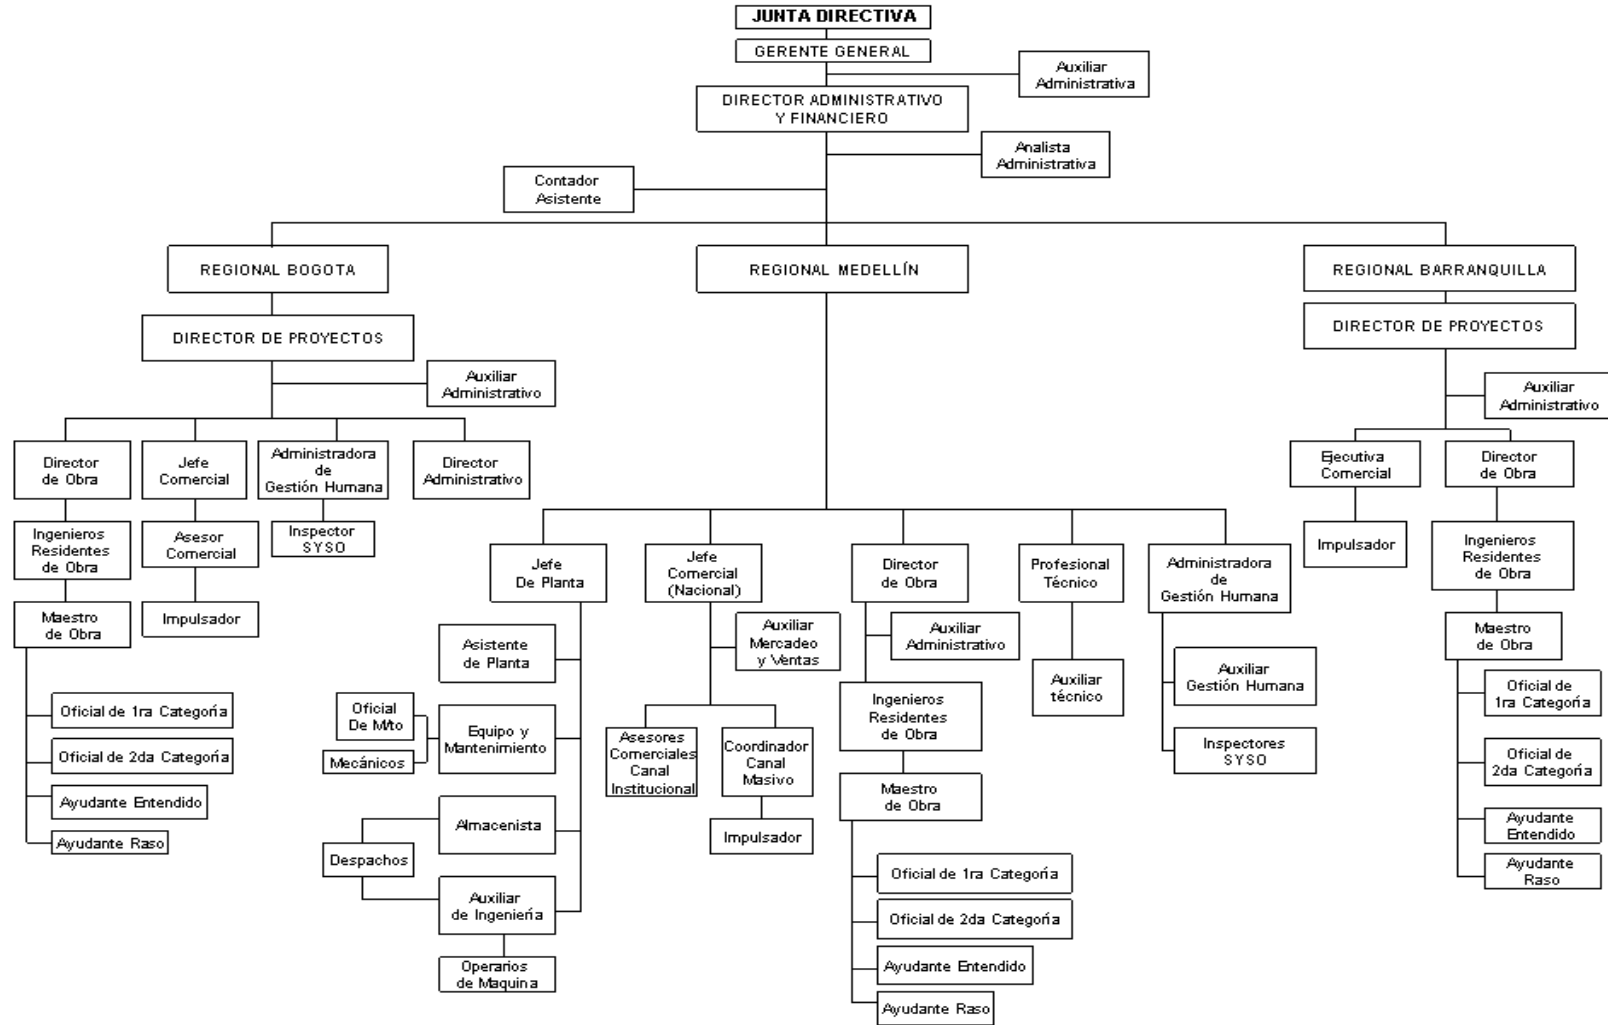 JUNTA DIRECTIVA
GERENTE GENERAL
Auxiliar
Administrativa
DIRECTOR ADMINISTRATIVO
Y FINANCIERO
Analista
Administrativa
Contador
Asistente
REGIONAL BOGOTA
REGIONAL MEDELLÍN
REGIONAL BARRANQUILLA
DIRECTOR DE PROYECTOS
DIRECTOR DE PROYECTOS
Auxiliar
Administrativo
Auxiliar
Administrativo
Director
de Obra
Jefe
Comercial
Administradora
de
Gestión Humana
Director
Administrativo
Ejecutiva
Comercial
Director
de Obra
Ingenieros
Residentes
de Obra
Asesor
Comercial
Inspector
SYSO
Impulsador
Ingenieros
Residentes
de Obra
Maestro
de Obra
Impulsador
Maestro
de Obra
Oficial de 1ra Categoría
Oficial de 2da Categoría
Ayudante Entendido
Ayudante Raso
Jefe
De Planta
Jefe
Comercial
(Nacional)
Director
de Obra
Profesional
Técnico
Administradora
de
Gestión Humana
Asistente
de Planta
Auxiliar
Mercadeo
y Ventas
Auxiliar
Administrativo
Auxiliar
técnico
Auxiliar
Gestión Humana
Oficial
De M/to
Mecánicos
Equipo y
Mantenimiento
Asesores
Comerciales
Canal
Institucional
Coordinador
Canal
Masivo
Ingenieros
Residentes
de Obra
Inspectores
SYSO
Almacenista
Despachos
Impulsador
Maestro
de Obra
Auxiliar
de Ingeniería
Operarios
de Maquina
Oficial de 1ra Categoría
Oficial de 2da Categoría
Ayudante Entendido
Ayudante Raso
Oficial de
1ra Categoría
Oficial de
2da Categoría
Ayudante
Entendido
Ayudante
Raso